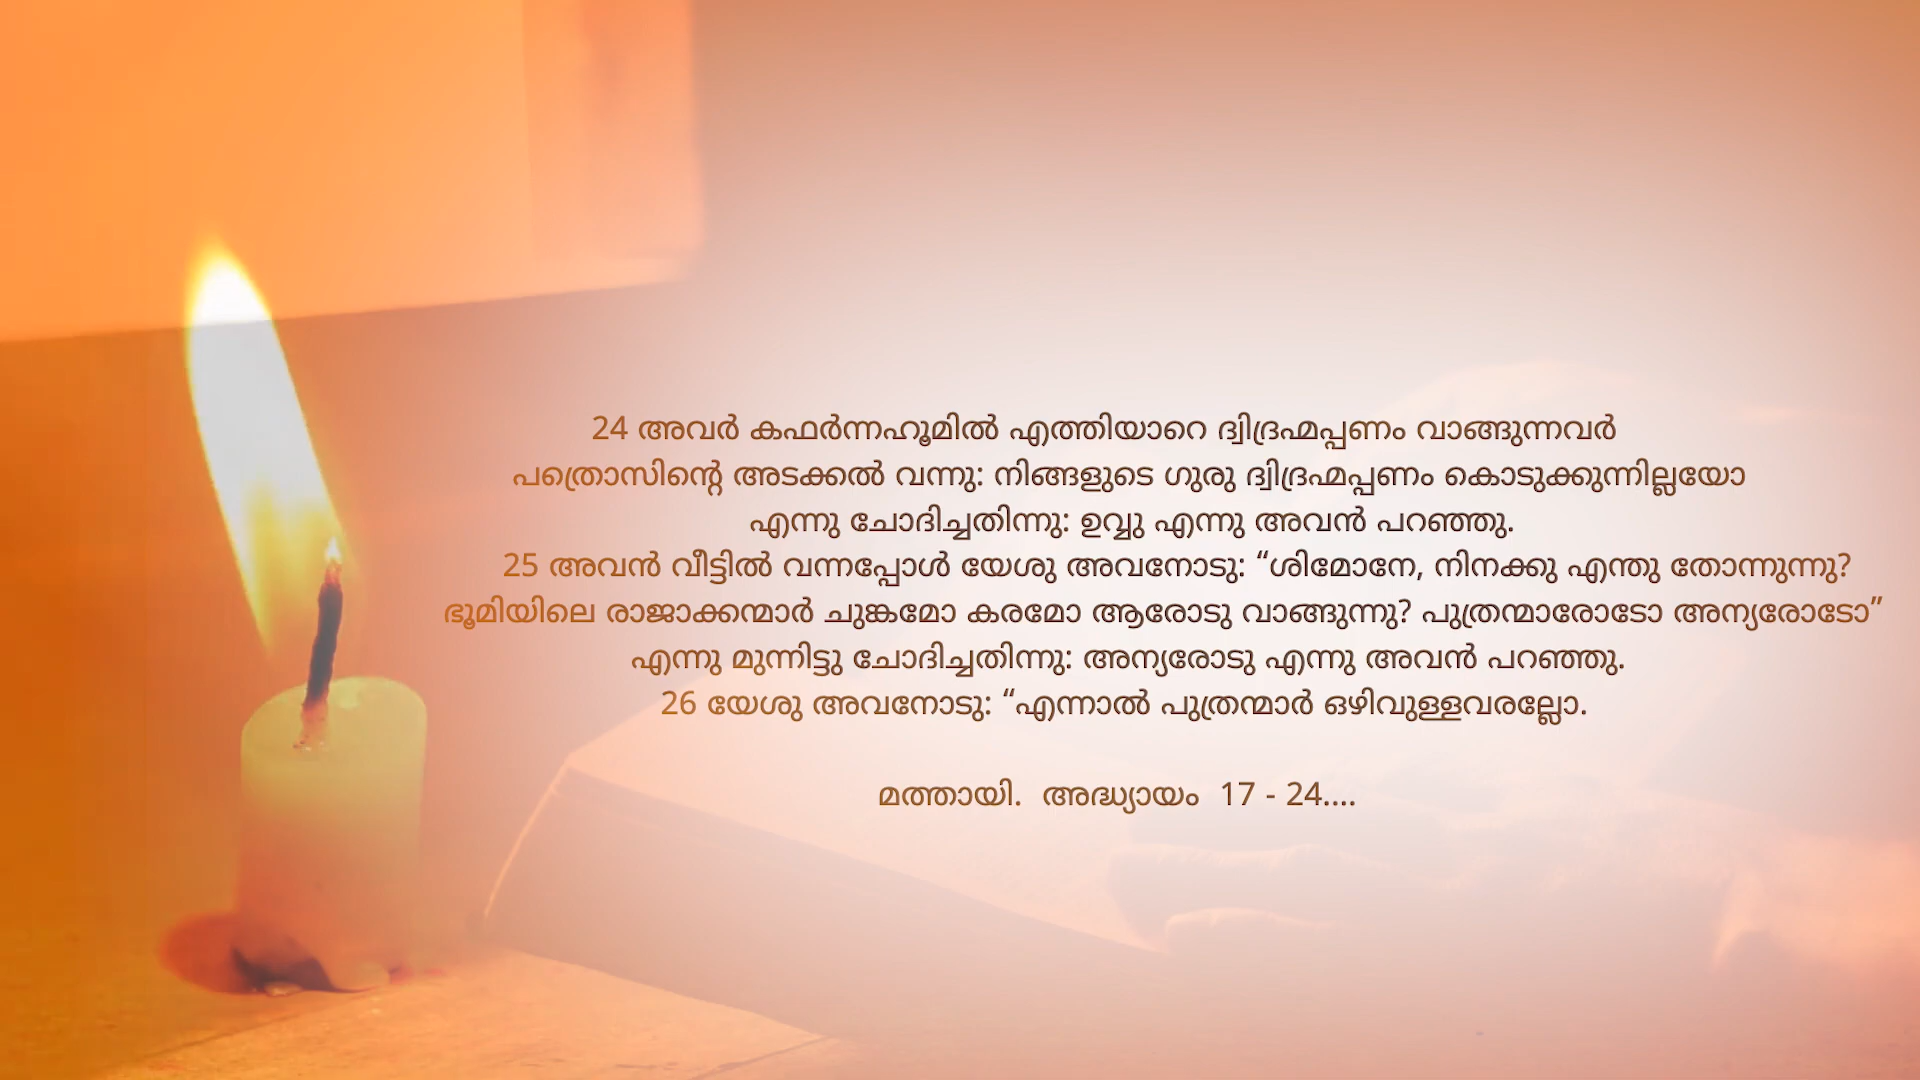 24 അവർ കഫർന്നഹൂമിൽ എത്തിയാറെ ദ്വിദ്രഹ്മപ്പണം വാങ്ങുന്നവർ
പത്രൊസിന്റെ അടക്കൽ വന്നു: നിങ്ങളുടെ ഗുരു ദ്വിദ്രഹ്മപ്പണം കൊടുക്കുന്നില്ലയോ
എന്നു ചോദിച്ചതിന്നു: ഉവ്വു എന്നു അവൻ പറഞ്ഞു.
25 അവൻ വീട്ടിൽ വന്നപ്പോൾ യേശു അവനോടു: “ശിമോനേ, നിനക്കു എന്തു തോന്നുന്നു?
ഭൂമിയിലെ രാജാക്കന്മാർ ചുങ്കമോ കരമോ ആരോടു വാങ്ങുന്നു? പുത്രന്മാരോടോ അന്യരോടോ”
എന്നു മുന്നിട്ടു ചോദിച്ചതിന്നു: അന്യരോടു എന്നു അവൻ പറഞ്ഞു.
26 യേശു അവനോടു: “എന്നാൽ പുത്രന്മാർ ഒഴിവുള്ളവരല്ലോ.
മത്തായി. അദ്ധ്യായം 17 - 24....